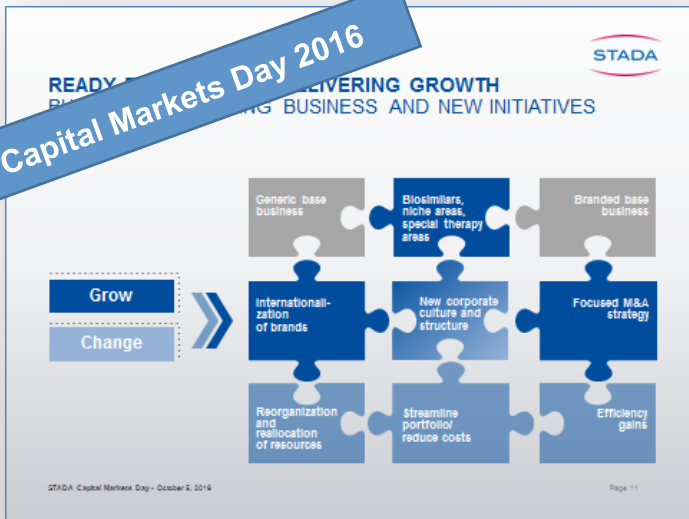 Capital Markets Day 2016
STADA
READY
LIVERING GROWTH
BUSINESS AND NEW INITIATIVES
Generic base
business
Biosimilars,
niche areas,
special therapy
areas
Branded base
business
Grow
Change
Internationali-
zation
of brands
New corporate
culture and
structure
Focused M&A
strategy
Reorganization
and
reallocation
of resources
Streamline
portfolio/
reduce costs
Efficiency
gains
STADA Capital Markets Day - October 5, 2016
Page 11